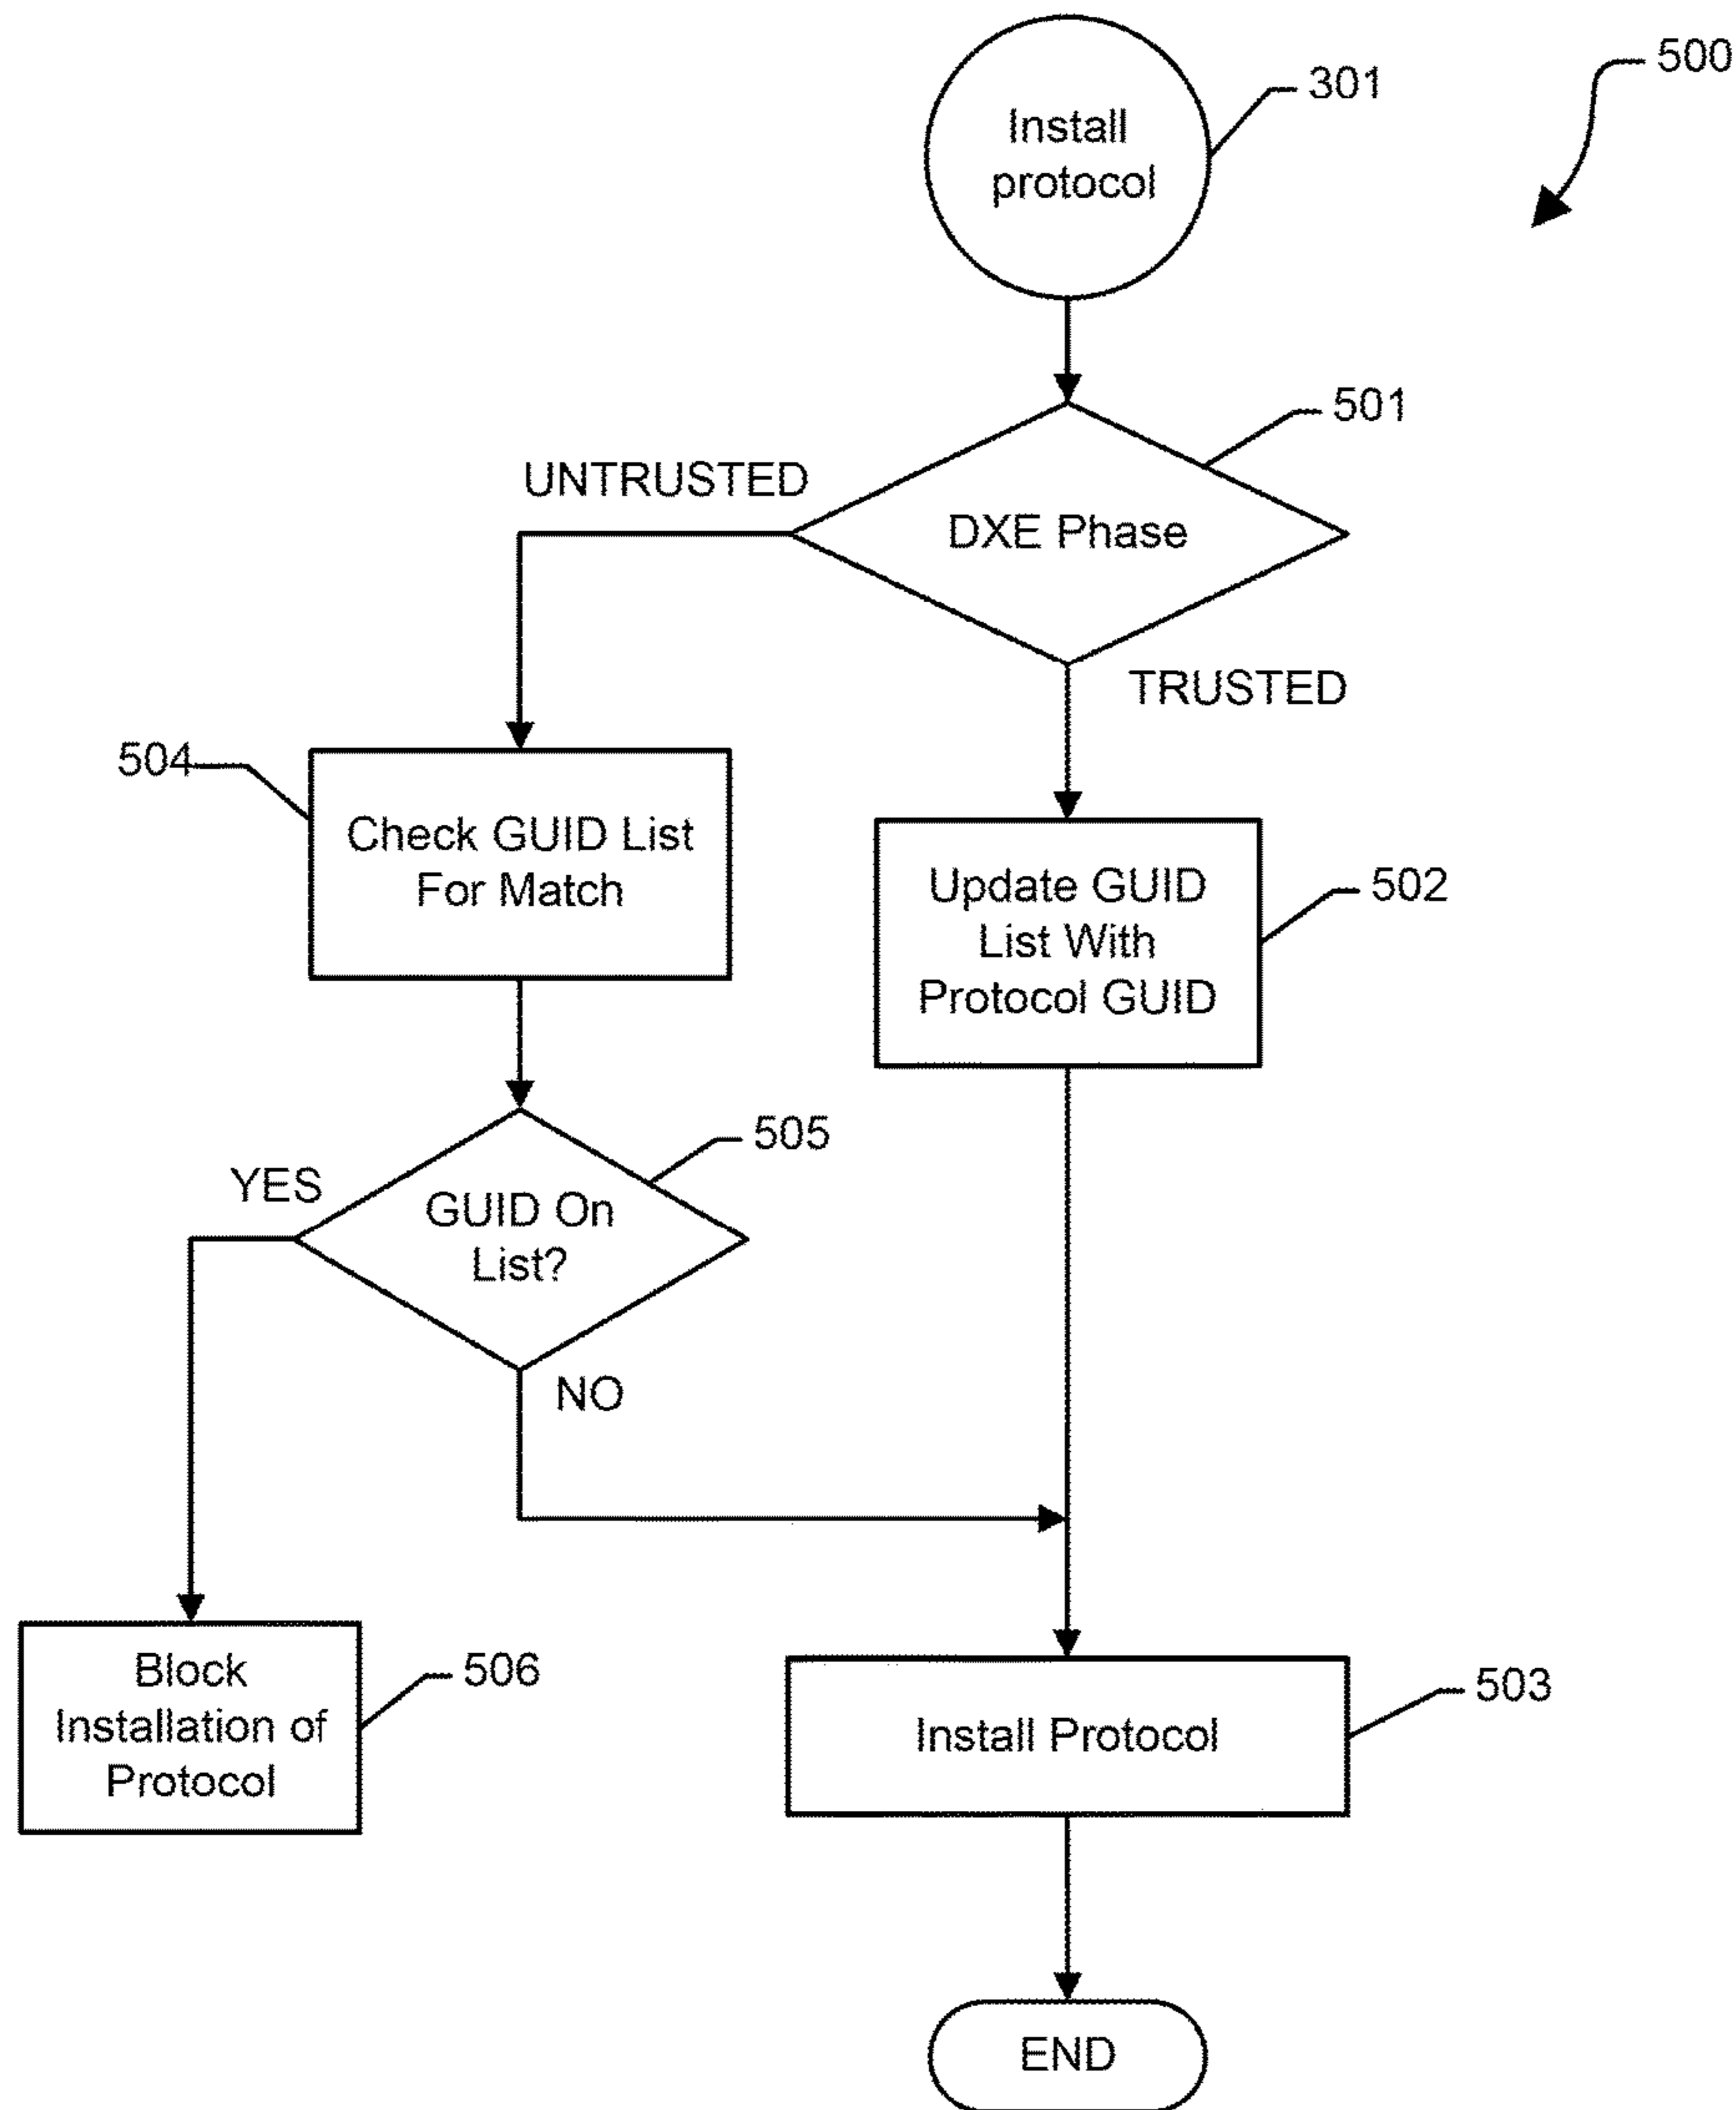 500
301
Install
protocol
501
UNTRUSTED
DXE Phase
TRUSTED
504
Check GUID List
For Match
502
Update GUID
List With
Protocol GUID
505
YES
GUID On
List?
NO
506
Block
Installation of
Protocol
503
Install Protocol
END